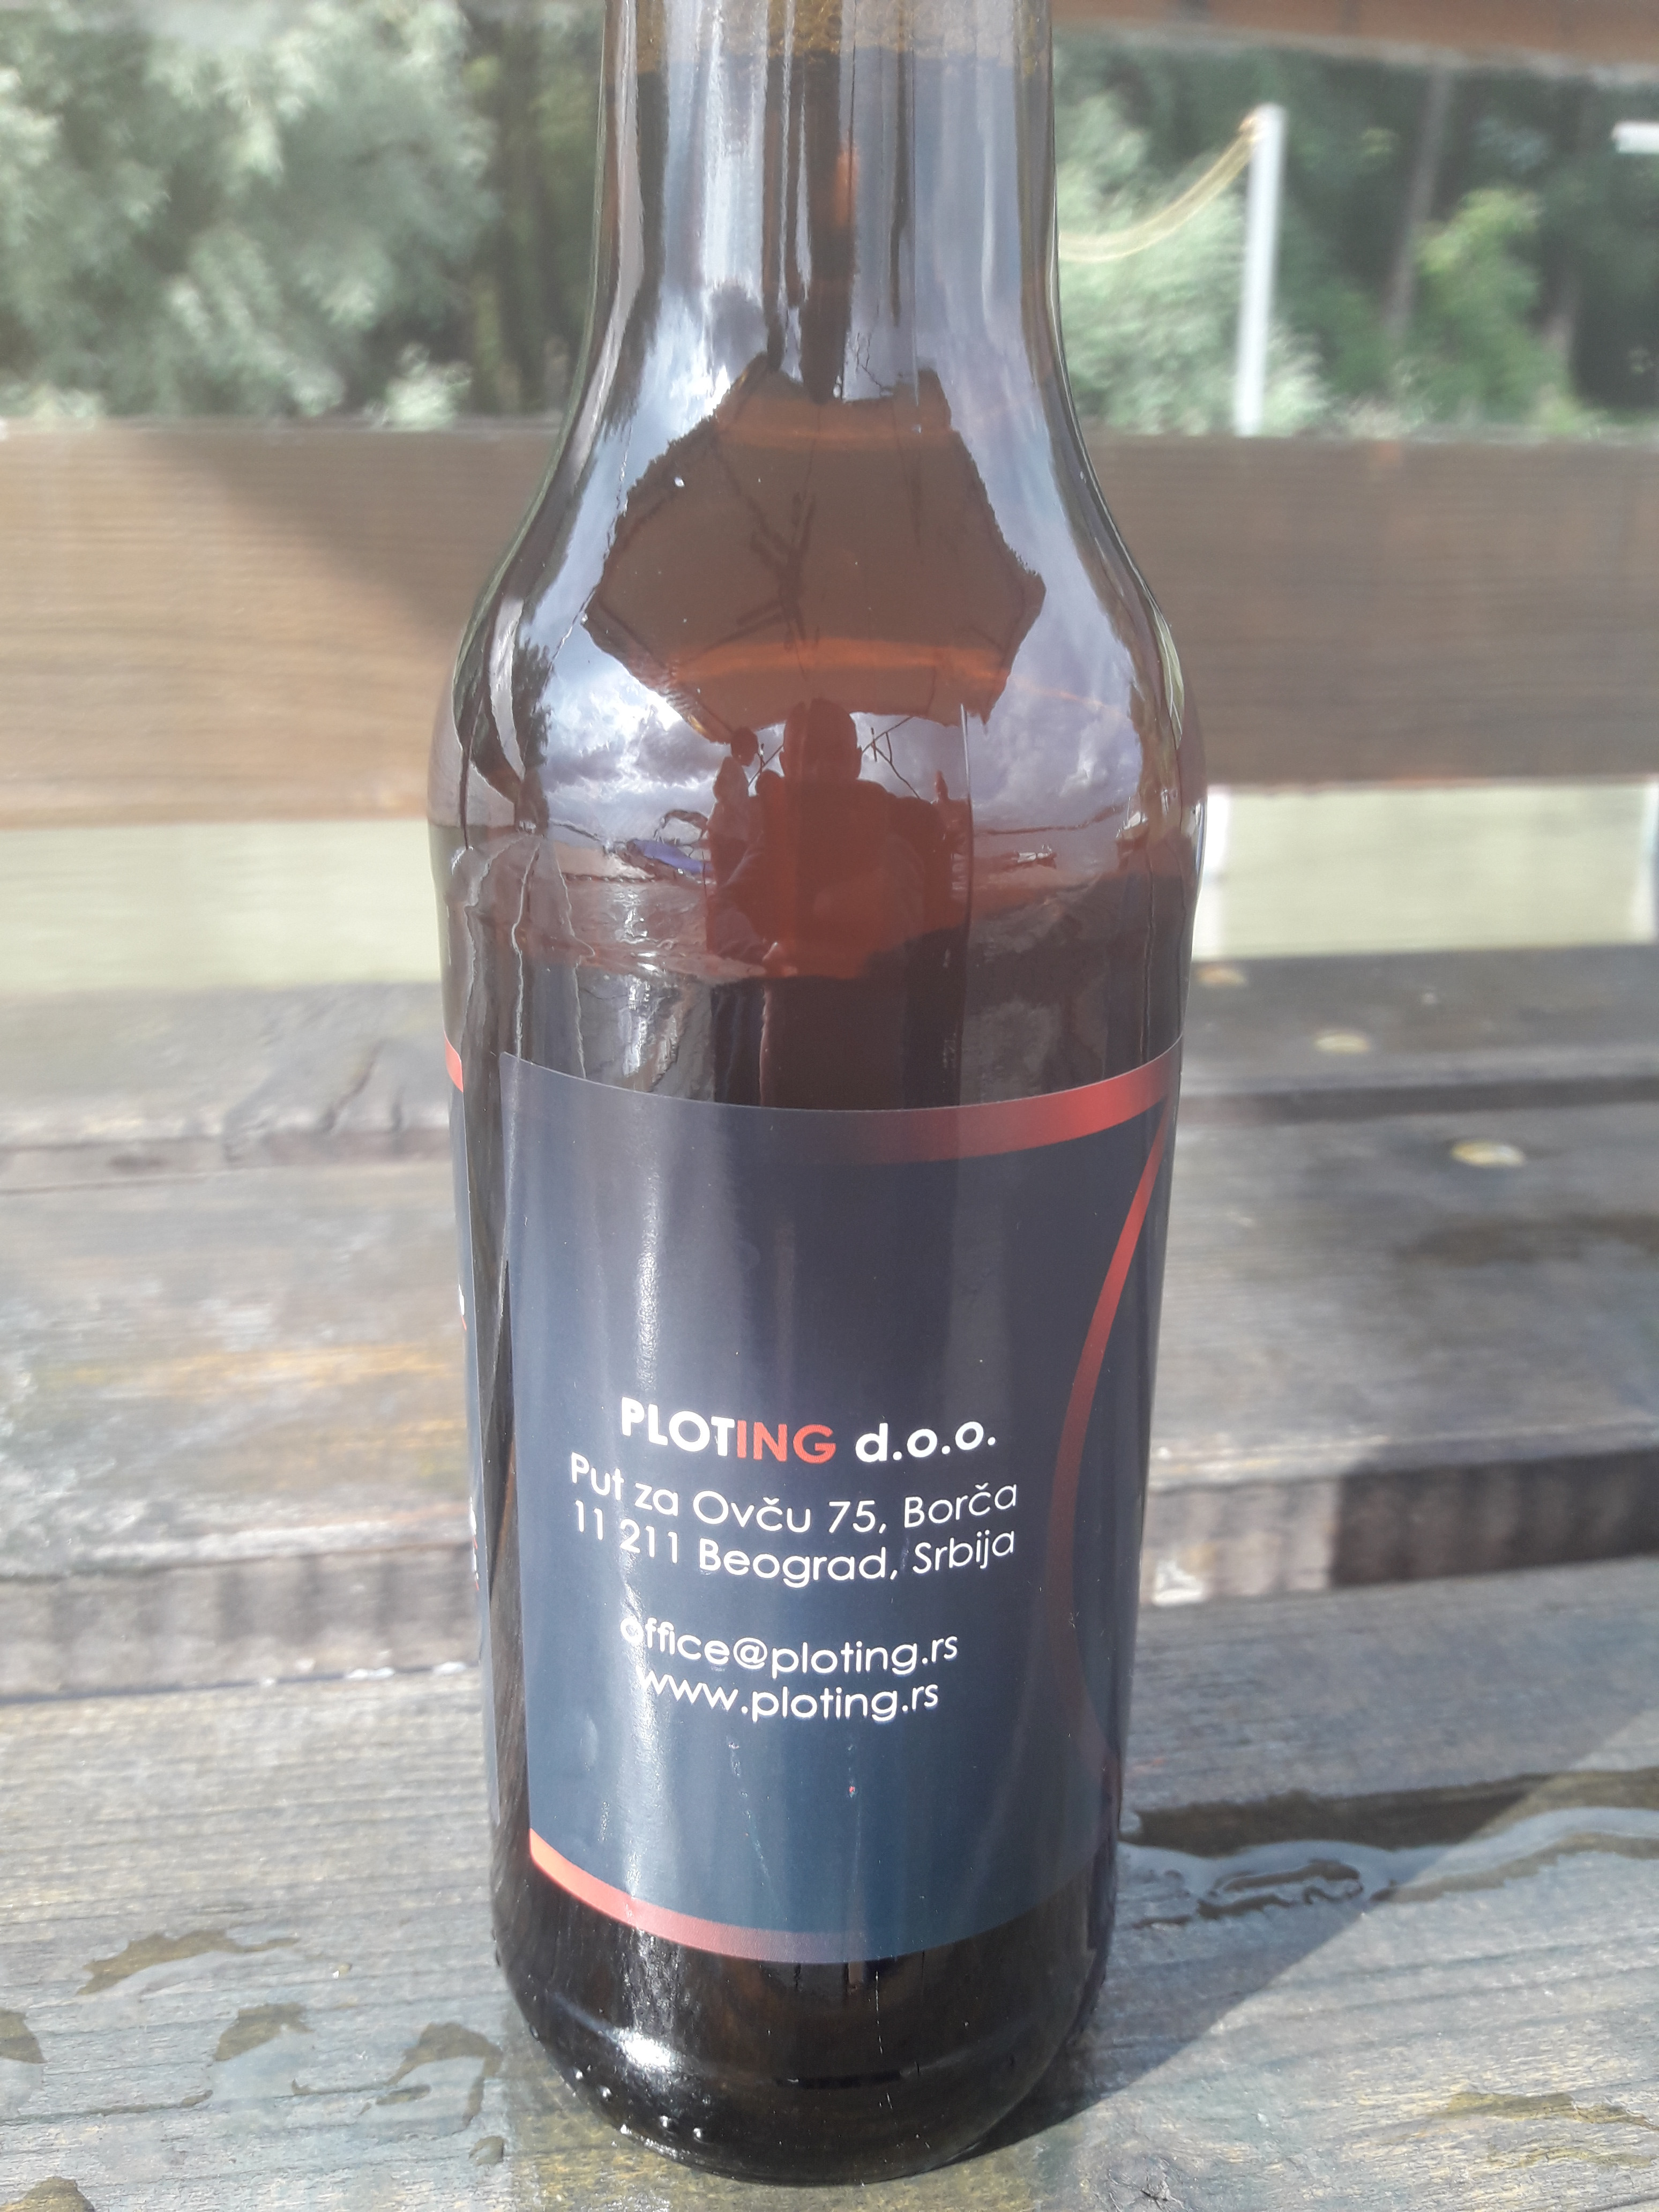 PLOTING d.o.o.
Put za Ovču 75, Borča
11 211 Beograd, Srbija
office@ploting.rs
www.ploting.rs